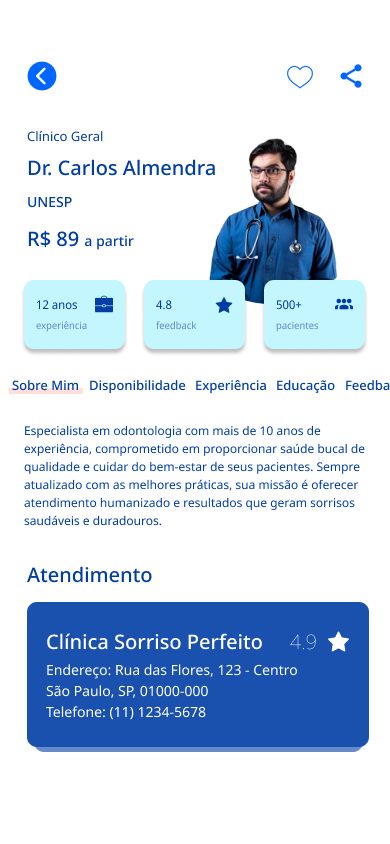 Clínico Geral
Dr. Carlos Almendra
UNESP
R$ 89 a partir
12 anos
experiência
4.8
feedback
500+
pacientes
Sobre Mim Disponibilidade Experiência Educação Feedba
Especialista em odontologia com mais de 10 anos de
experiência, comprometido em proporcionar saúde bucal de
qualidade e cuidar do bem-estar de seus pacientes. Sempre
atualizado com as melhores práticas, sua missão é oferecer
atendimento humanizado e resultados que geram sorrisos
saudáveis e duradouros.
Atendimento
Clínica Sorriso Perfeito 4.9
Endereço: Rua das Flores, 123 - Centro
São Paulo, SP, 01000-000
Telefone: (11) 1234-5678